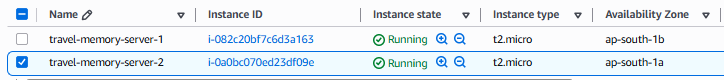 Name Instance ID Instance state Instance type Availability Zone
travel-memory-server-1 i-082c20bf7c6d3a163 Running t2.micro ap-south-1b
travel-memory-server-2 i-0a0bc070ed23df09e Running t2.micro ap-south-1a